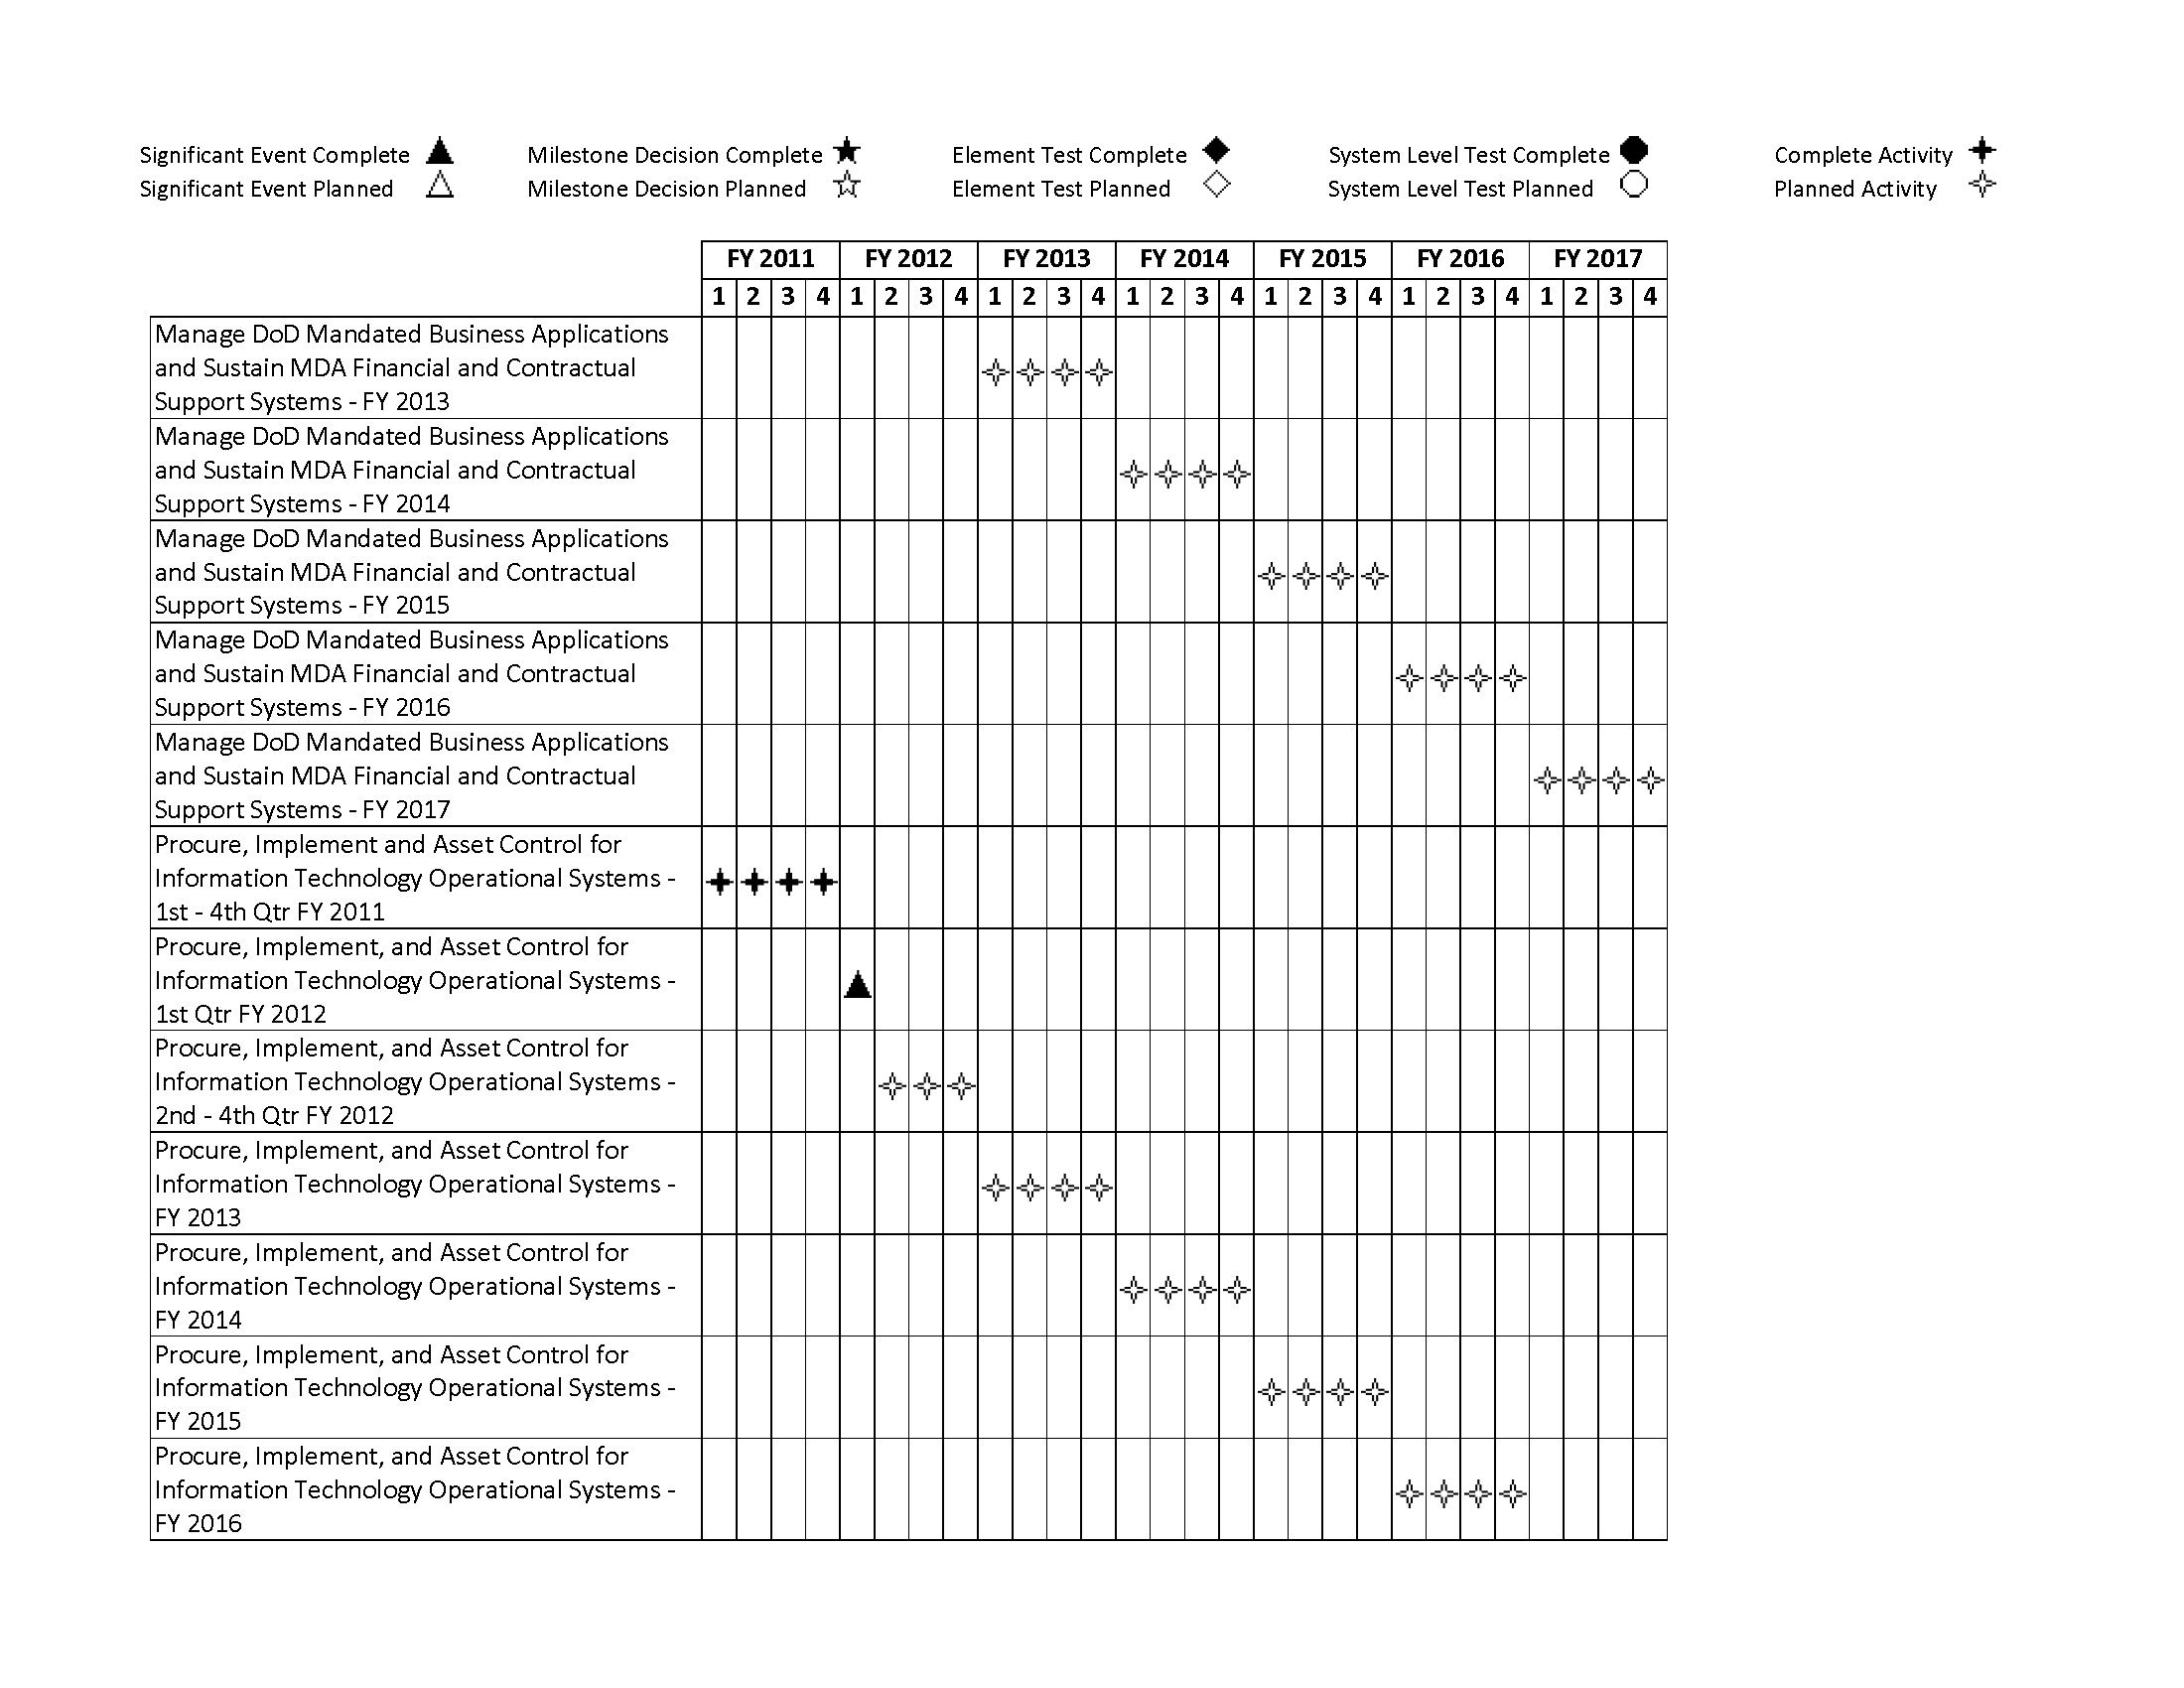 Significant Event Complete Milestone Decision Complete Element Test Complete System Level Test Complete Complete Activity
Significant Event Planned Milestone Decision Planned Element Test Planned System Level Test Planned Planned Activity
FY 2011 FY 2012 FY 2013 FY 2014 FY 2015 FY 2016 FY 2017
1 2 3 4 1 2 3 4 1 2 3 4 1 2 3 4 1 2 3 4 1 2 3 4 1 2 3 4
Manage DoD Mandated Business Applications
and Sustain MDA Financial and Contractual
Support Systems - FY 2013
Manage DoD Mandated Business Applications
and Sustain MDA Financial and Contractual
Support Systems - FY 2014
Manage DoD Mandated Business Applications
and Sustain MDA Financial and Contractual
Support Systems - FY 2015
Manage DoD Mandated Business Applications
and Sustain MDA Financial and Contractual
Support Systems - FY 2016
Manage DoD Mandated Business Applications
and Sustain MDA Financial and Contractual
Support Systems - FY 2017
Procure, Implement and Asset Control for
Information Technology Operational Systems -
1st - 4th Qtr FY 2011
Procure, Implement, and Asset Control for
Information Technology Operational Systems -
1st Qtr FY 2012
Procure, Implement, and Asset Control for
Information Technology Operational Systems -
2nd - 4th Qtr FY 2012
Procure, Implement, and Asset Control for
Information Technology Operational Systems -
FY 2013
Procure, Implement, and Asset Control for
Information Technology Operational Systems -
FY 2014
Procure, Implement, and Asset Control for
Information Technology Operational Systems -
FY 2015
Procure, Implement, and Asset Control for
Information Technology Operational Systems -
FY 2016